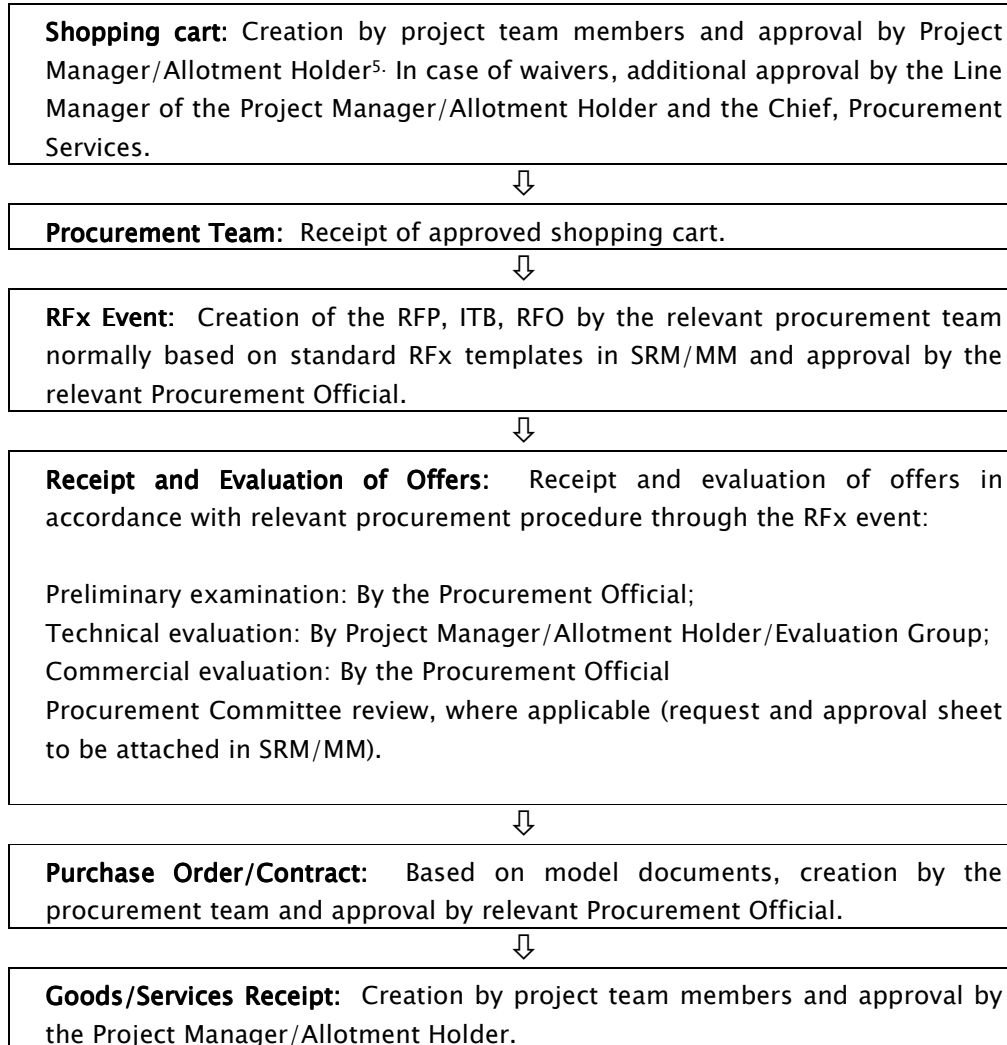 Shopping cart: Creation by project team members and approval by Project
Manager/Allotment Holder⁵. In case of waivers, additional approval by the Line
Manager of the Project Manager/Allotment Holder and the Chief, Procurement
Services.
⇩
Procurement Team: Receipt of approved shopping cart.
⇩
RFx Event: Creation of the RFP, ITB, RFO by the relevant procurement team
normally based on standard RFx templates in SRM/MM and approval by the
relevant Procurement Official.
⇩
Receipt and Evaluation of Offers: Receipt and evaluation of offers in
accordance with relevant procurement procedure through the RFx event:
Preliminary examination: By the Procurement Official;
Technical evaluation: By Project Manager/Allotment Holder/Evaluation Group;
Commercial evaluation: By the Procurement Official
Procurement Committee review, where applicable (request and approval sheet
to be attached in SRM/MM).
⇩
Purchase Order/Contract: Based on model documents, creation by the
procurement team and approval by relevant Procurement Official.
⇩
Goods/Services Receipt: Creation by project team members and approval by
the Project Manager/Allotment Holder.